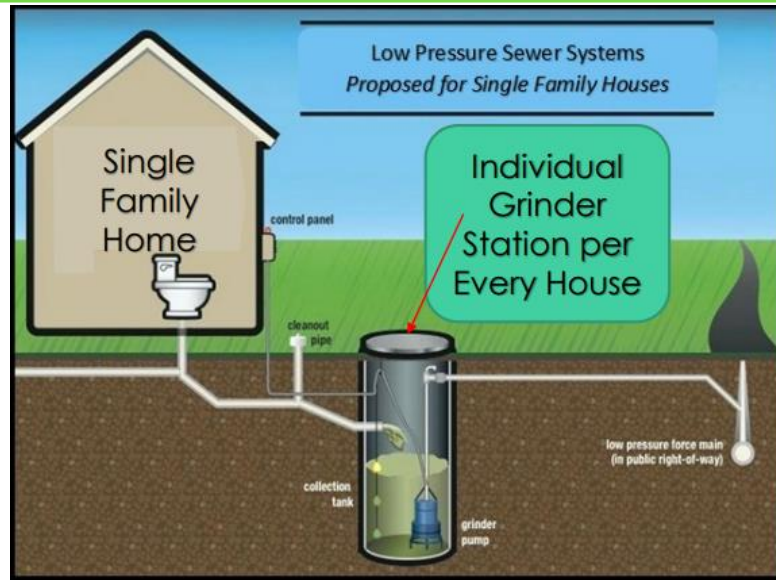 Low Pressure Sewer Systems
Proposed for Single Family Houses
Single
Family
Home
Individual
Grinder
Station per
Every House
control panel
cleanout
pipe
low pressure force main
(in public right-of-way)
collection
tank
grinder
pump